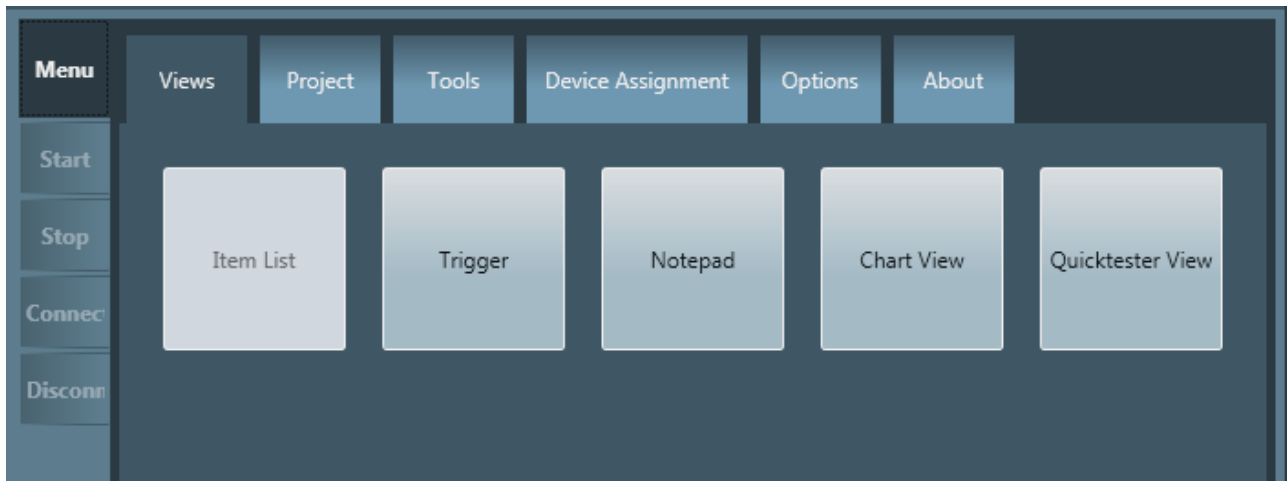 Menu
Views
Project
Tools
Device Assignment
Options
About
Start
Stop
Connec
Disconn
Item List
Trigger
Notepad
Chart View
Quicktester View